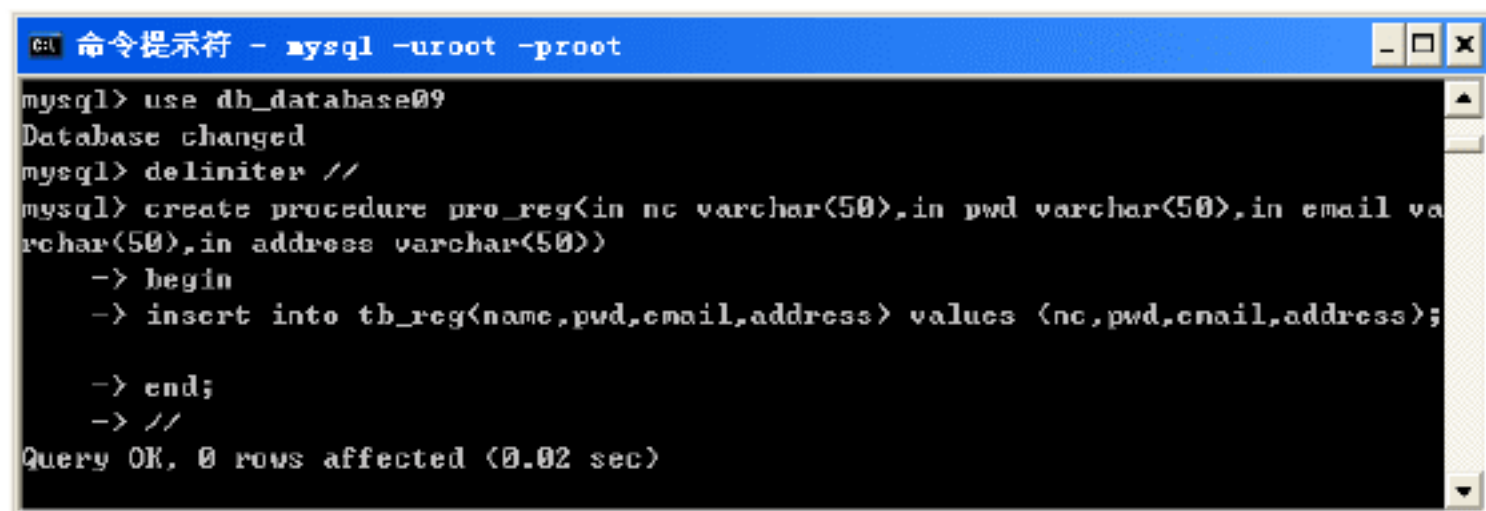 命令提示符 - mysql -uroot -proot
mysql> use db_database09
Database changed
mysql> delimiter //
mysql> create procedure pro_reg(in nc varchar(50),in pwd varchar(50),in email va
rchar(50),in address varchar(50))
-> begin
-> insert into tb_reg(name,pwd,email,address) values (nc,pwd,email,address);
-> end;
-> //
Query OK, 0 rows affected (0.02 sec)